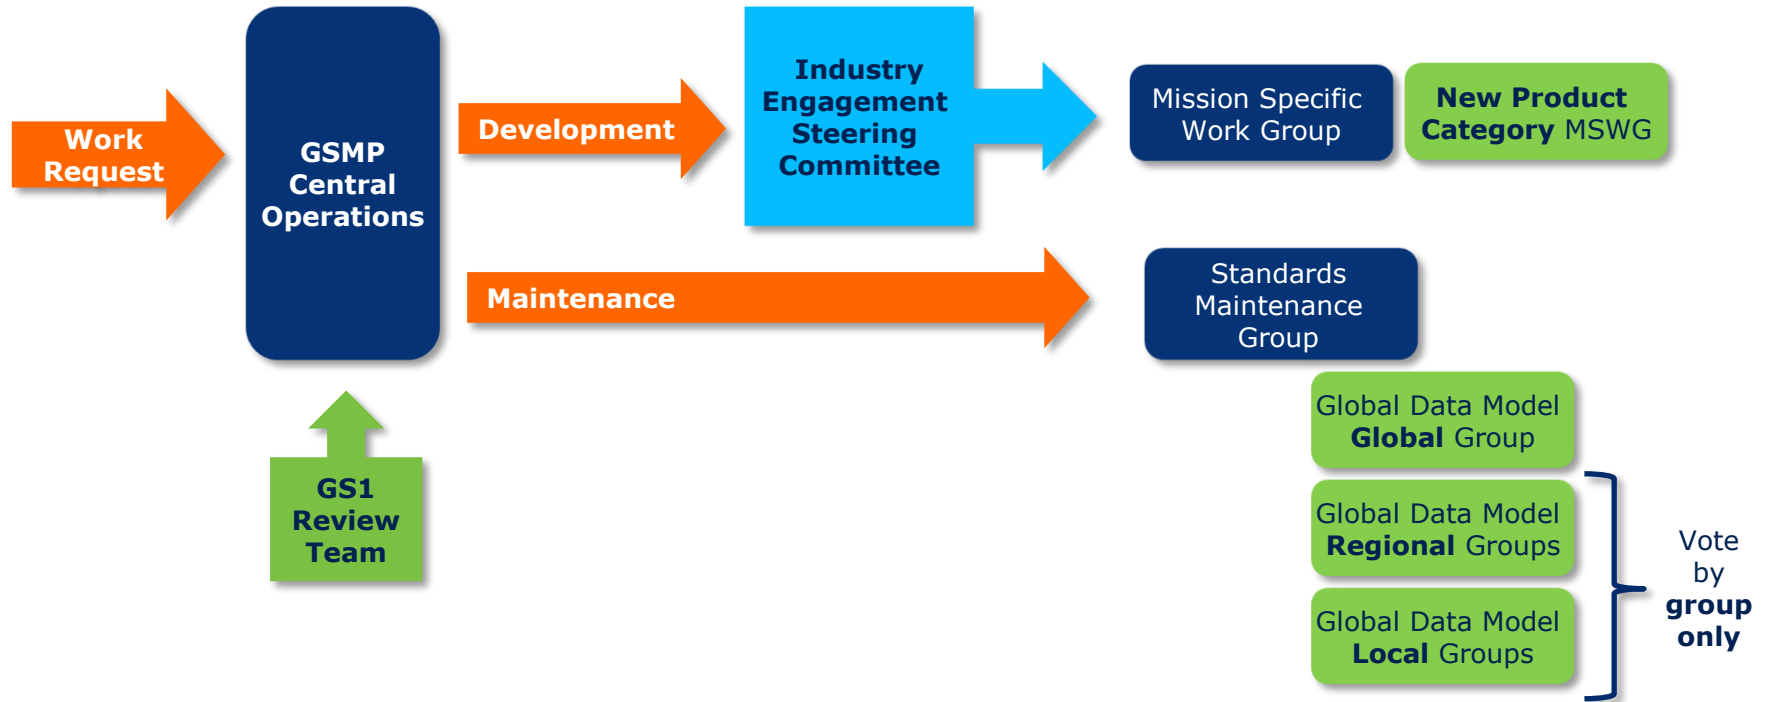 Work
Request
GSMP
Central
Operations
Development
Industry
Engagement
Steering
Committee
Mission Specific
Work Group
New Product
Category MSWG
Maintenance
Standards
Maintenance
Group
GS1
Review
Team
Global Data Model
Global Group
Global Data Model
Regional Groups
Global Data Model
Local Groups
Vote
by
group
only